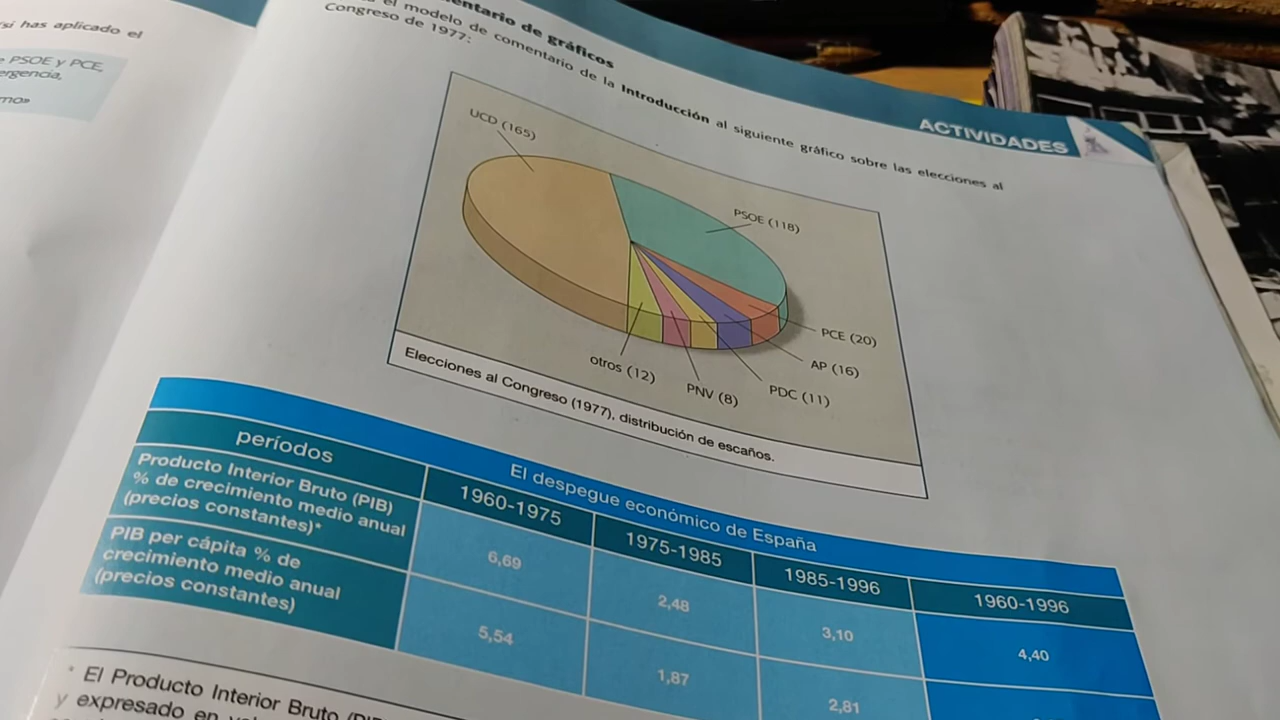 si has aplicado el
PSOE y PCE,
ergencia,
mo»
ACTIVIDADES
entario de gráficos
el modelo de comentario de la Introducción al siguiente gráfico sobre las elecciones al
Congreso de 1977:
UCD (165)
PSOE (118)
PCE (20)
AP (16)
PDC (11)
PNV (8)
otros (12)
Elecciones al Congreso (1977), distribución de escaños.
El despegue económico de España
períodos
1960-1975
1975-1985
1985-1996
1960-1996
Producto Interior Bruto (PIB)
% de crecimiento medio anual
(precios constantes)*
6,69
2,48
3,10
4,40
PIB per cápita % de
crecimiento medio anual
(precios constantes)
5,54
1,87
2,81
* El Producto Interior Bruto
y expresado en